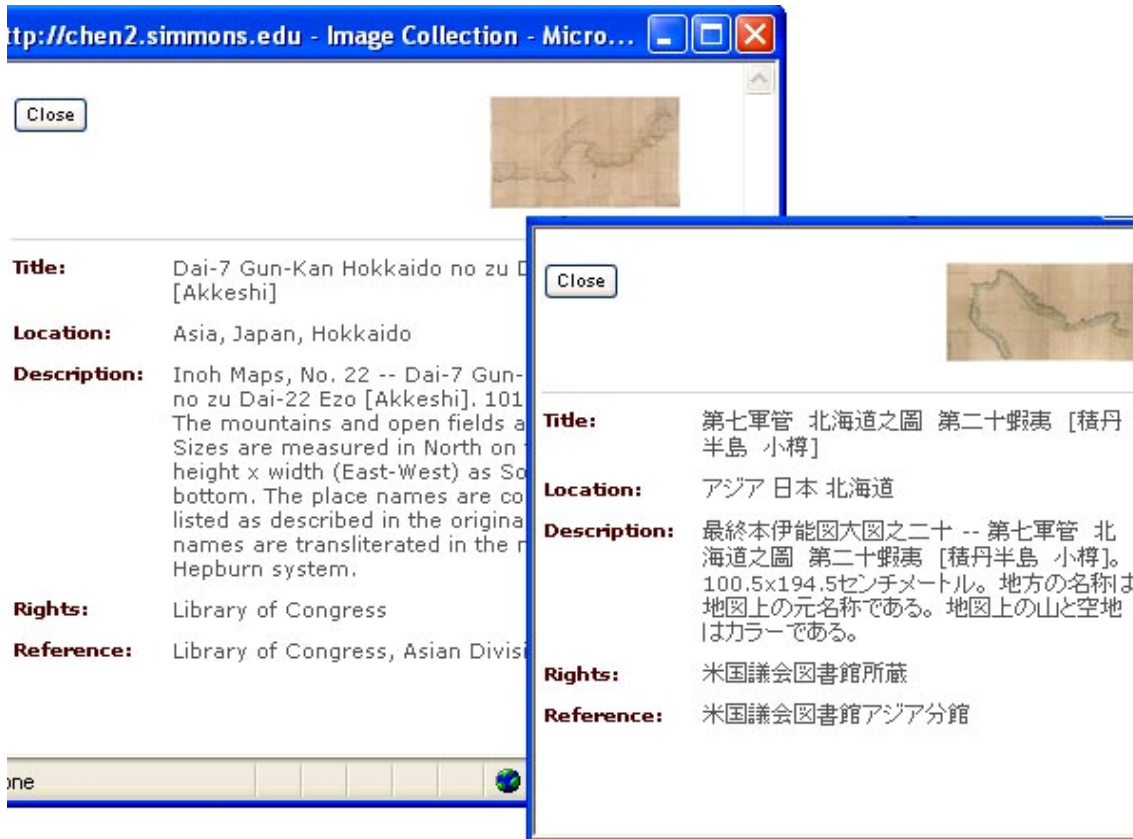 ttp://chen2.simmons.edu - Image Collection - Micro...
Close
Title: Dai-7 Gun-Kan Hokkaido no zu
[Akkeshi]
Location: Asia, Japan, Hokkaido
Description: Inoh Maps, No. 22 -- Dai-7 Gun-
no zu Dai-22 Ezo [Akkeshi]. 101
The mountains and open fields a
Sizes are measured in North on
height x width (East-West) as So
bottom. The place names are co
listed as described in the origina
names are transliterated in the
Hepburn system.
Rights: Library of Congress
Reference: Library of Congress, Asian Divisi
one
Close
Title: 第七軍管 北海道之圖 第二十蝦夷 [積丹
半島 小樽]
Location: アジア 日本 北海道
Description: 最終本伊能図大図之二十 -- 第七軍管 北
海道之圖 第二十蝦夷 [積丹半島 小樽]。
100.5x194.5センチメートル。地方の名称は
地図上の元名称である。地図上の山と空地
はカラーである。
Rights: 米国議会図書館所蔵
Reference: 米国議会図書館アジア分館